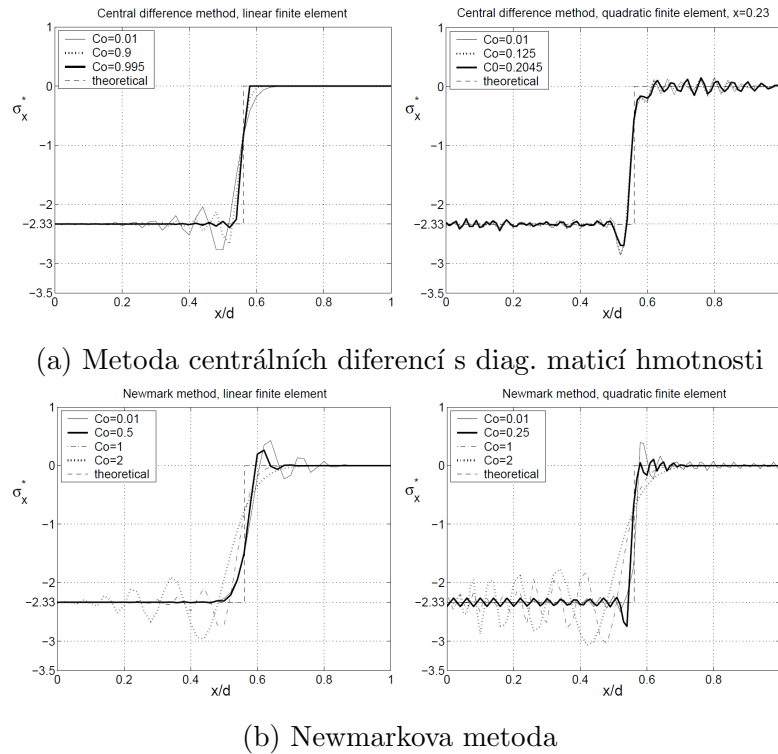 Central difference method, linear finite element
Co=0.01
Co=0.9
Co=0.995
theoretical
1
0
σ*x
−1
−2.33
−3
−3.5
0 0.2 0.4 0.6 0.8 1
x/d
Central difference method, quadratic finite element, x=0.23
Co=0.01
Co=0.125
C0=0.2045
theoretical
1
0
σ*x
−1
−2.33
−3
−3.5
0 0.2 0.4 0.6 0.8 1
x/d
(a) Metoda centrálních diferencí s diag. maticí hmotnosti
Newmark method, linear finite element
Co=0.01
Co=0.5
Co=1
Co=2
theoretical
1
0
σ*x
−1
−2
−2.33
−3
−3.5
0 0.2 0.4 0.6 0.8 1
x/d
Newmark method, quadratic finite element
Co=0.01
Co=0.25
Co=1
Co=2
theoretical
1
0
σ*x
−1
−2
−2.33
−3
−3.5
0 0.2 0.4 0.6 0.8 1
x/d
(b) Newmarkova metoda